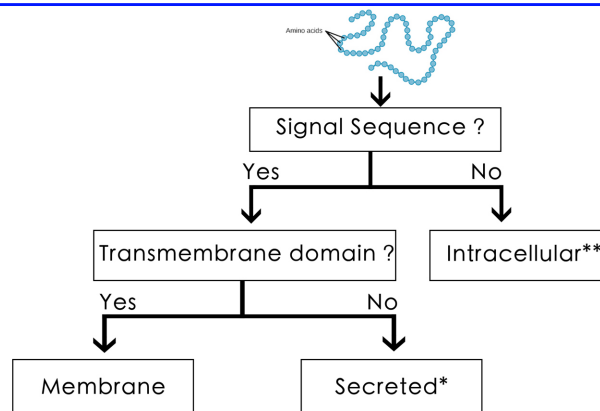 Amino acids
Signal Sequence ?
Yes
No
Transmembrane domain ?
Intracellular**
Yes
No
Membrane
Secreted*